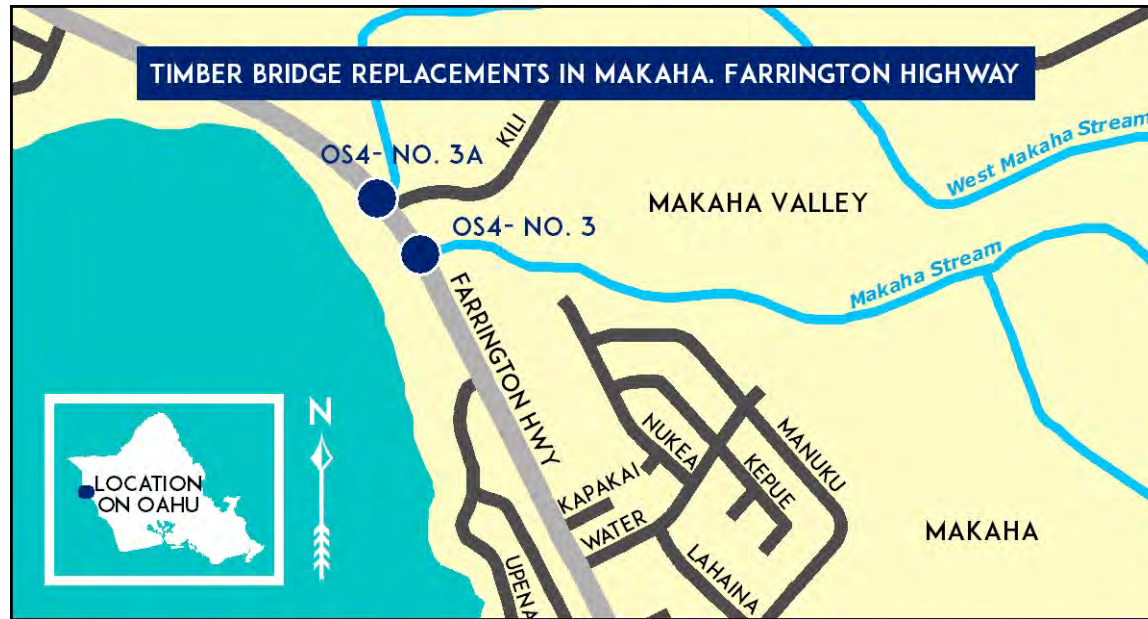 TIMBER BRIDGE REPLACEMENTS IN MAKAHA. FARRINGTON HIGHWAY
KILI
OS4- NO. 3A
West Makaha Stream
MAKAHA VALLEY
OS4- NO. 3
Makaha Stream
FARRINGTON HWY
N
LOCATION
ON OAHU
NUKEA
MANUKU
KAPAKAI
KEPUE
WATER
MAKAHA
LAHAINA
UPENA